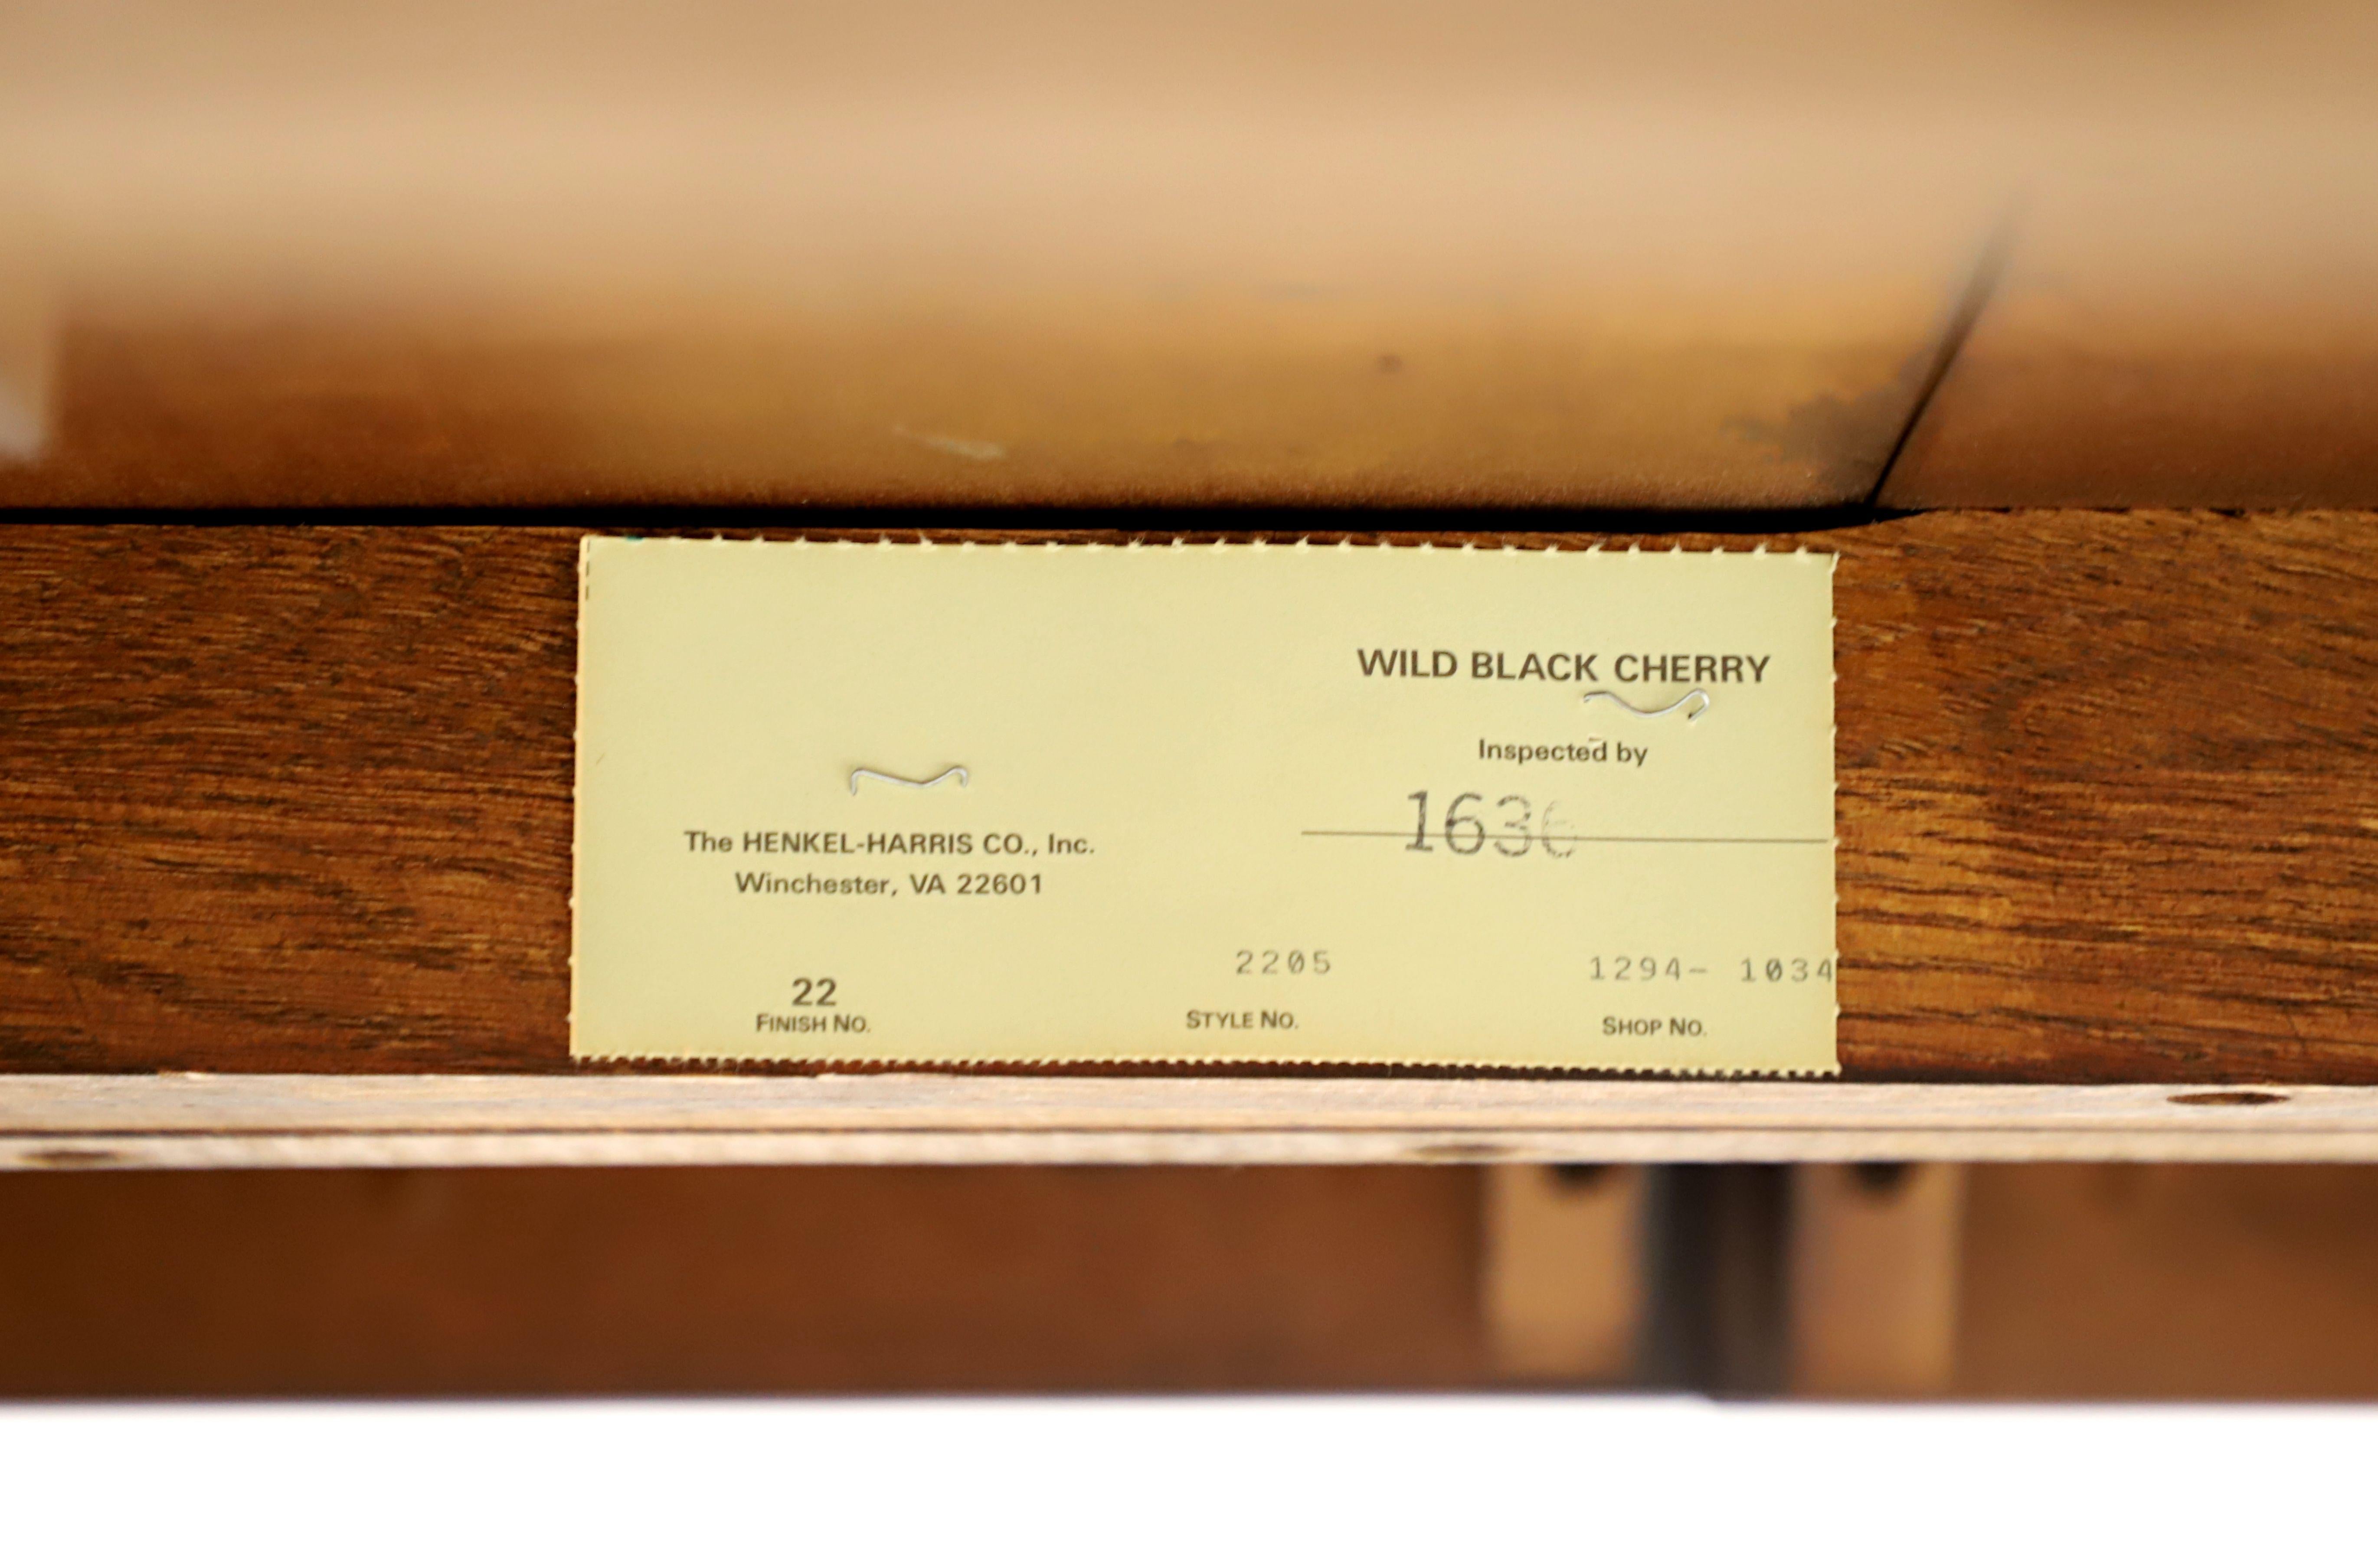 WILD BLACK CHERRY
Inspected by
1636
The HENKEL-HARRIS CO., Inc.
Winchester, VA 22601
22
FINISH NO.
2205
STYLE NO.
1294- 1034
SHOP NO.